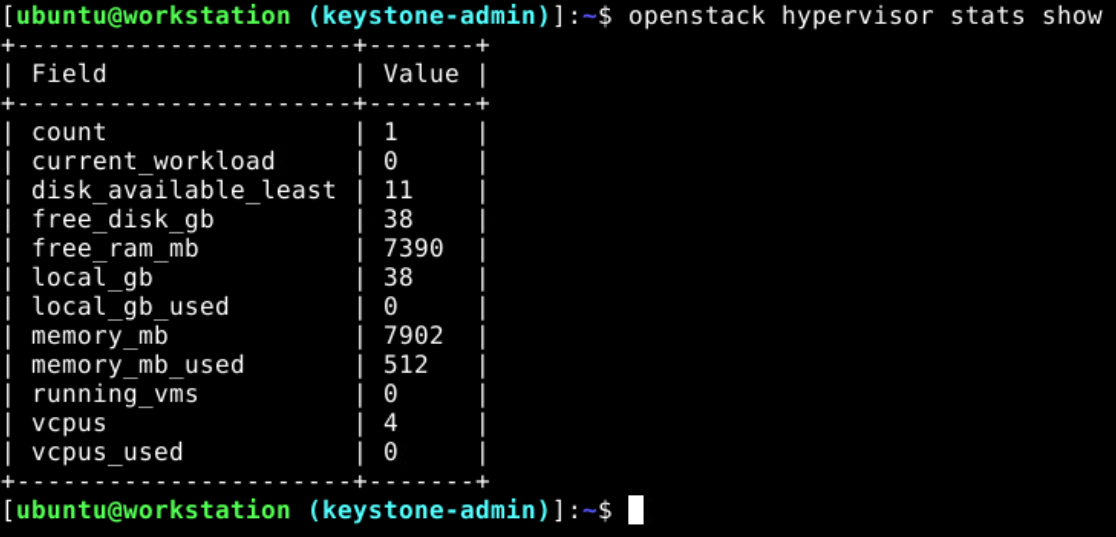 [ubuntu@workstation (keystone-admin)]:~$ openstack hypervisor stats show
+----------------------+-------+
| Field                | Value |
+----------------------+-------+
| count                | 1     |
| current_workload     | 0     |
| disk_available_least | 11    |
| free_disk_gb         | 38    |
| free_ram_mb          | 7390  |
| local_gb             | 38    |
| local_gb_used        | 0     |
| memory_mb            | 7902  |
| memory_mb_used       | 512   |
| running_vms          | 0     |
| vcpus                | 4     |
| vcpus_used           | 0     |
+----------------------+-------+
[ubuntu@workstation (keystone-admin)]:~$